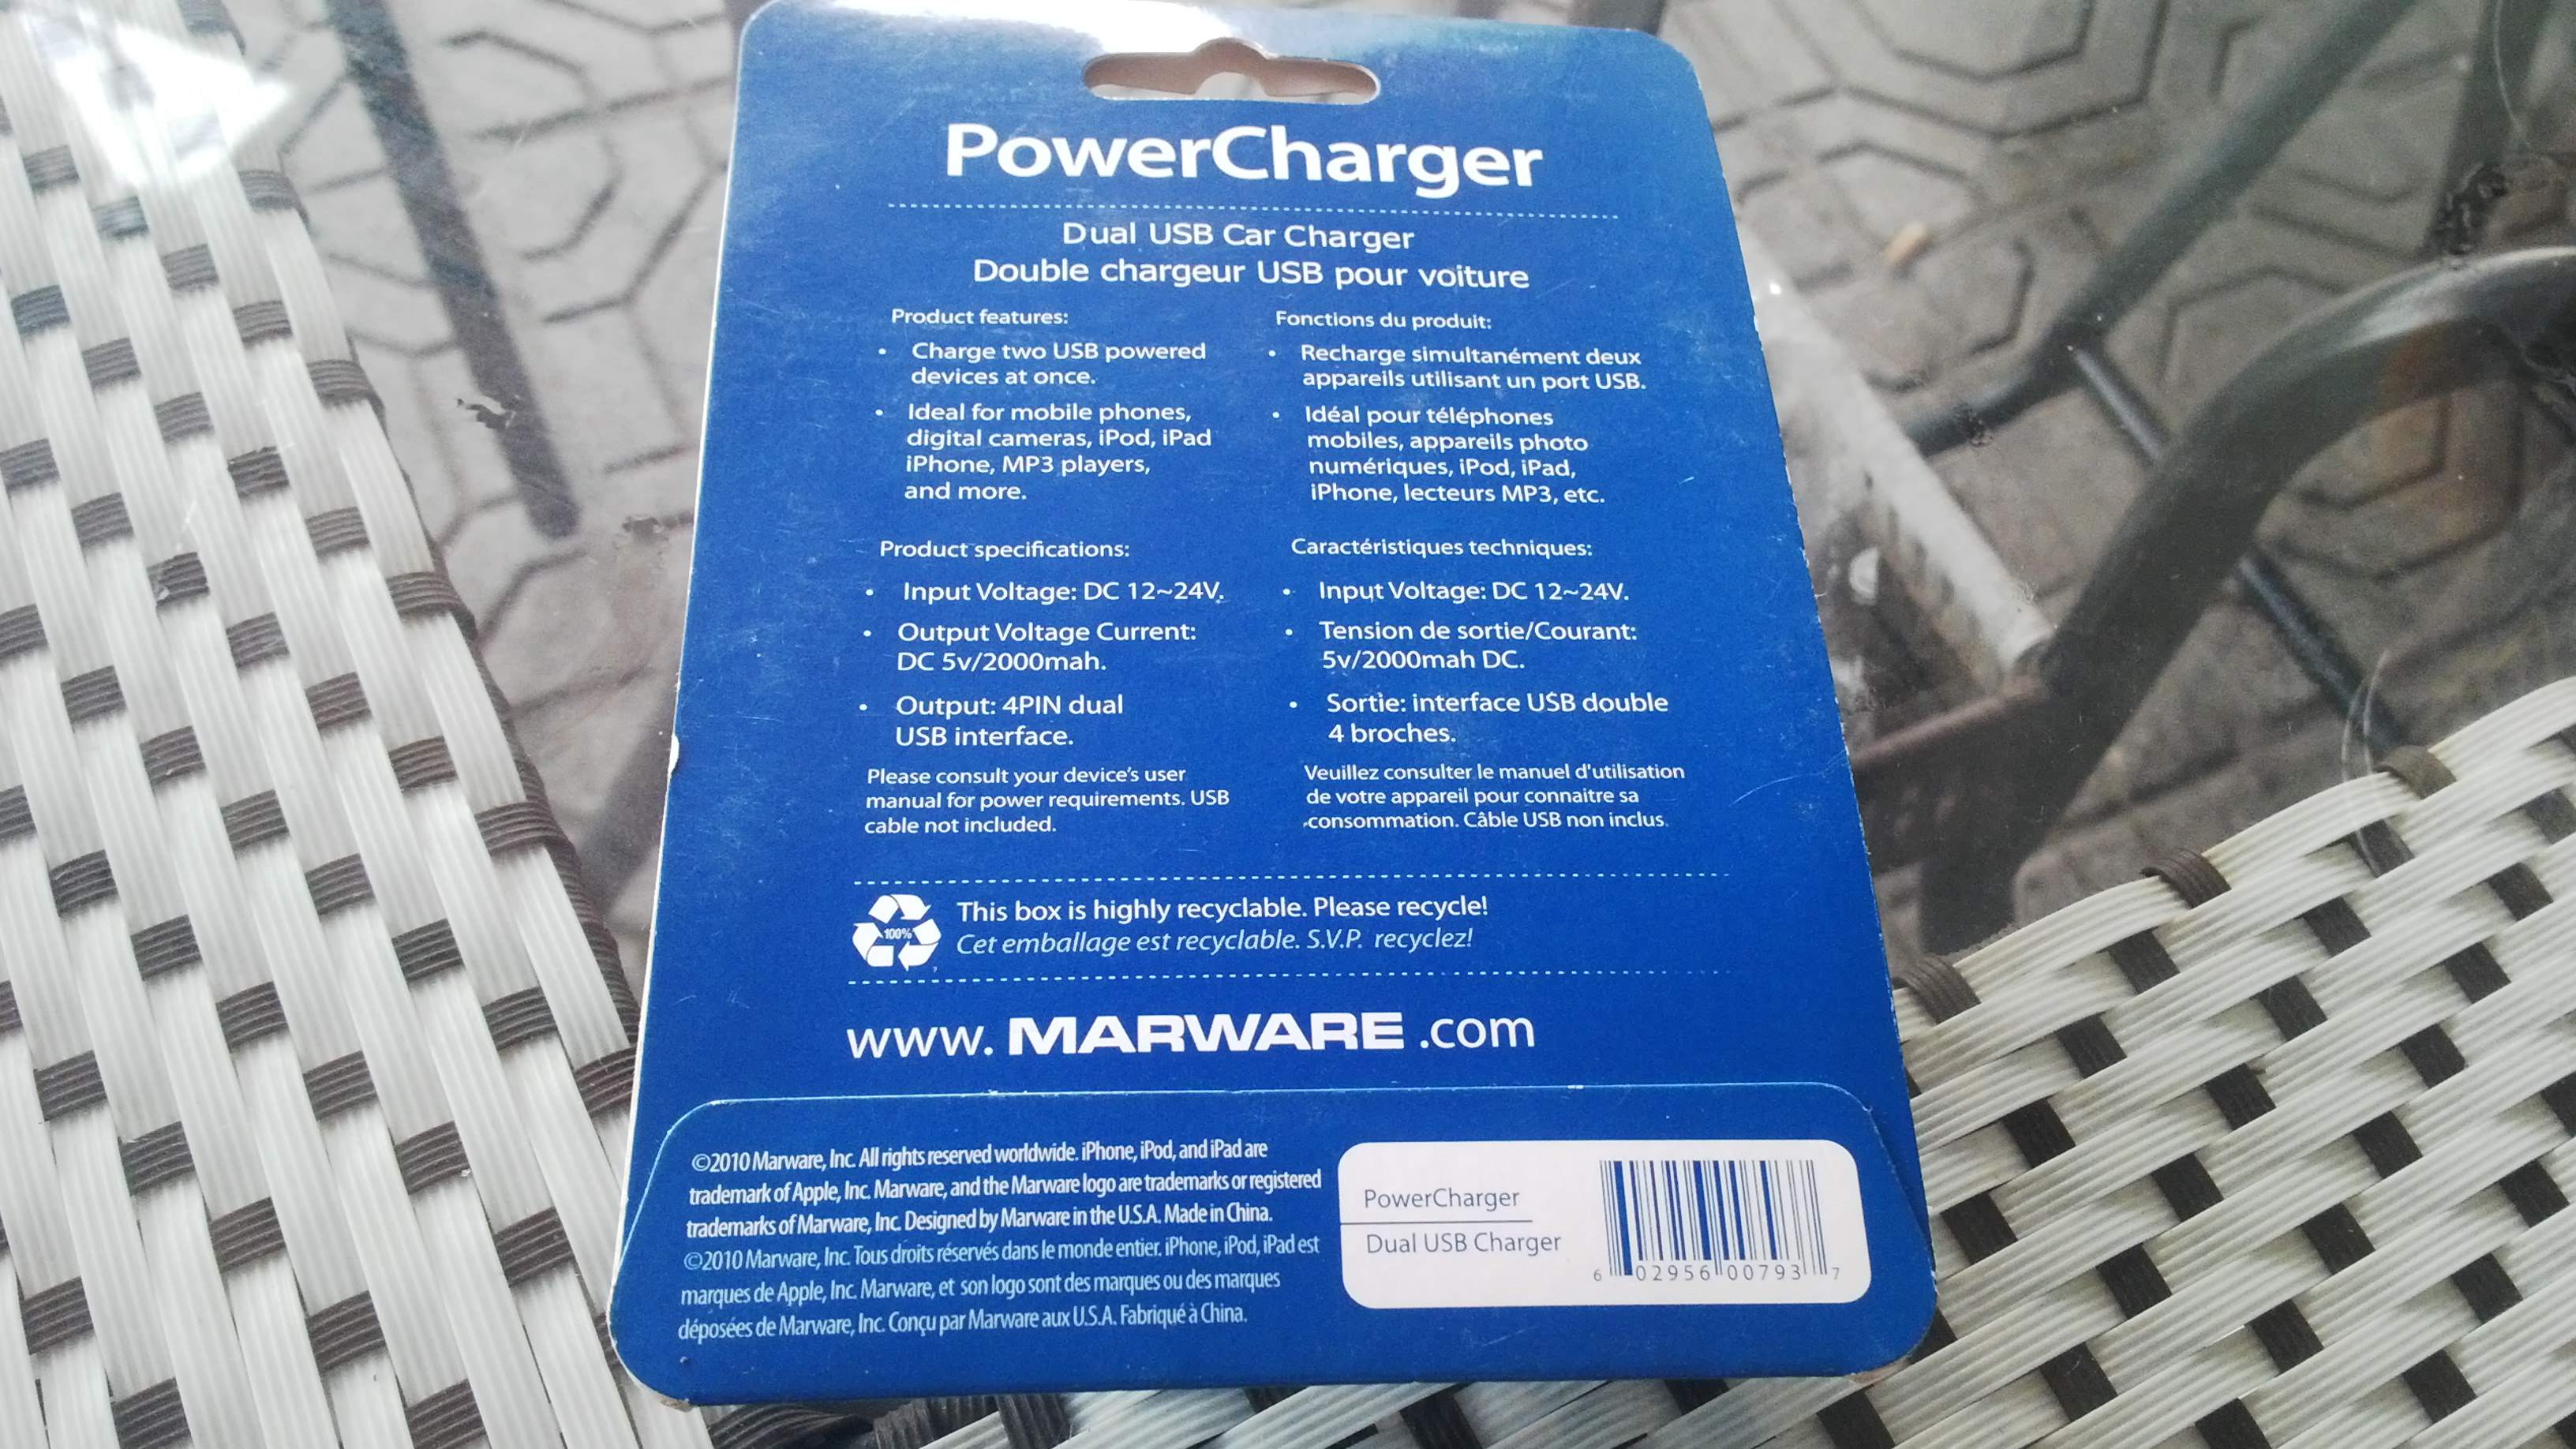 PowerCharger
Dual USB Car Charger
Double chargeur USB pour voiture
Product features:
• Charge two USB powered
devices at once.
• Ideal for mobile phones,
digital cameras, iPod, iPad
iPhone, MP3 players,
and more.
Product specifications:
• Input Voltage: DC 12~24V.
• Output Voltage Current:
DC 5v/2000mah.
• Output: 4PIN dual
USB interface.
Please consult your device's user
manual for power requirements. USB
cable not included.
Fonctions du produit:
• Recharge simultanément deux
appareils utilisant un port USB.
• Idéal pour téléphones
mobiles, appareils photo
numériques, iPod, iPad,
iPhone, lecteurs MP3, etc.
Caractéristiques techniques:
• Input Voltage: DC 12~24V.
• Tension de sortie/Courant:
5v/2000mah DC.
• Sortie: interface USB double
4 broches.
Veuillez consulter le manuel d'utilisation
de votre appareil pour connaitre sa
consommation. Câble USB non inclus.
100%
This box is highly recyclable. Please recycle!
Cet emballage est recyclable. S.V.P. recyclez!
www. MARWARE .com
©2010 Marware, Inc. All rights reserved worldwide. iPhone, iPod, and iPad are
trademark of Apple, Inc. Marware, and the Marware logo are trademarks or registered
trademarks of Marware, Inc. Designed by Marware in the U.S.A. Made in China.
©2010 Marware, Inc. Tous droits réservés dans le monde entier. iPhone, iPod, iPad est
marques de Apple, Inc. Marware, et son logo sont des marques ou des marques
déposées de Marware, Inc. Conçu par Marware aux U.S.A. Fabriqué à China.
PowerCharger
Dual USB Charger
6 02956 00793 7